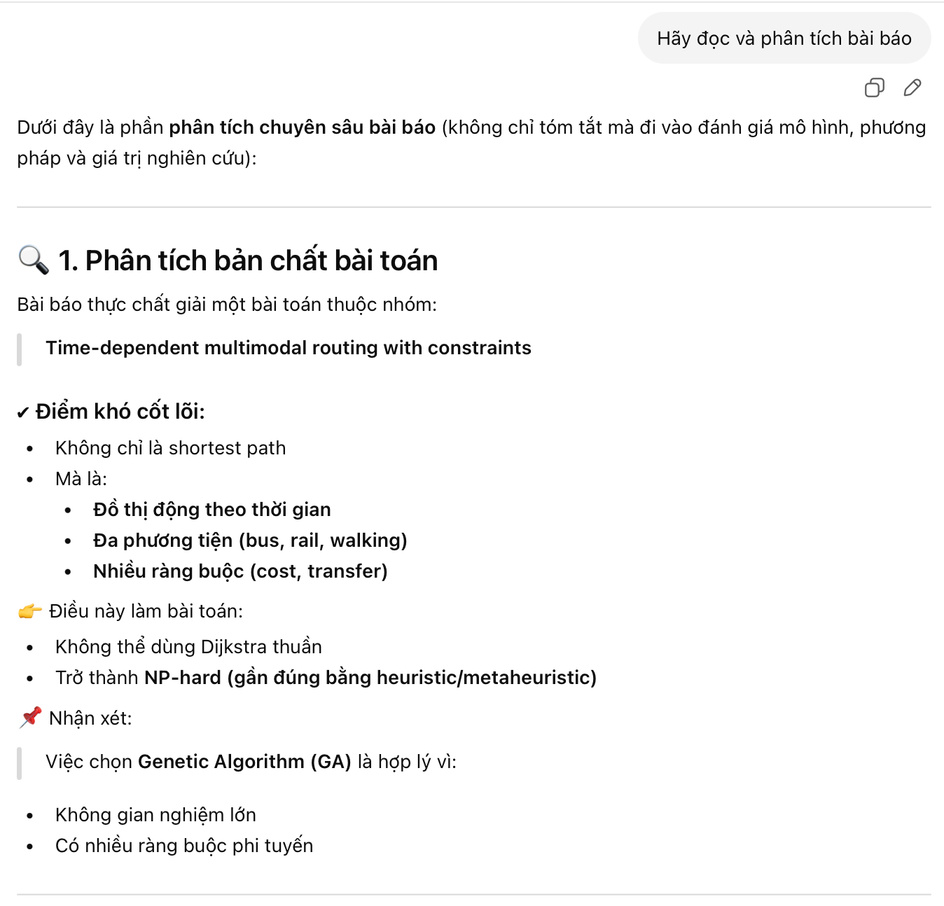 Hãy đọc và phân tích bài báo
Dưới đây là phần phân tích chuyên sâu bài báo (không chỉ tóm tắt mà đi vào đánh giá mô hình, phương
pháp và giá trị nghiên cứu):
🔍 1. Phân tích bản chất bài toán
Bài báo thực chất giải một bài toán thuộc nhóm:
Time-dependent multimodal routing with constraints
✔ Điểm khó cốt lõi:
• Không chỉ là shortest path
• Mà là:
• Đồ thị động theo thời gian
• Đa phương tiện (bus, rail, walking)
• Nhiều ràng buộc (cost, transfer)
👉 Điều này làm bài toán:
• Không thể dùng Dijkstra thuần
• Trở thành NP-hard (gần đúng bằng heuristic/metaheuristic)
📌 Nhận xét:
Việc chọn Genetic Algorithm (GA) là hợp lý vì:
• Không gian nghiệm lớn
• Có nhiều ràng buộc phi tuyến